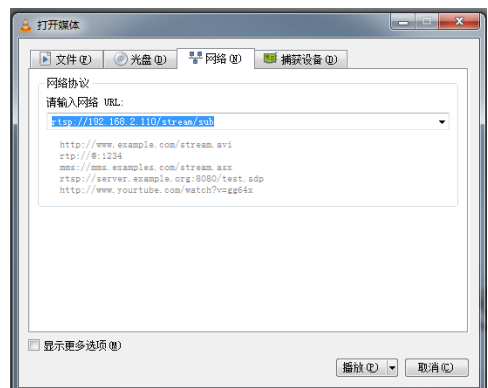 打开媒体
文件(F) 光盘(D) 网络(N) 捕获设备(D)
网络协议
请输入网络 URL:
rtsp://192.168.2.110/stream/sub
http://www.example.com/stream.avi
rtp://@:1234
mms://mms.examples.com/stream.asx
rtsp://server.example.org:8080/test.sdp
http://www.yourtube.com/watch?v=gg64x
显示更多选项(M)
播放(P) 取消(C)